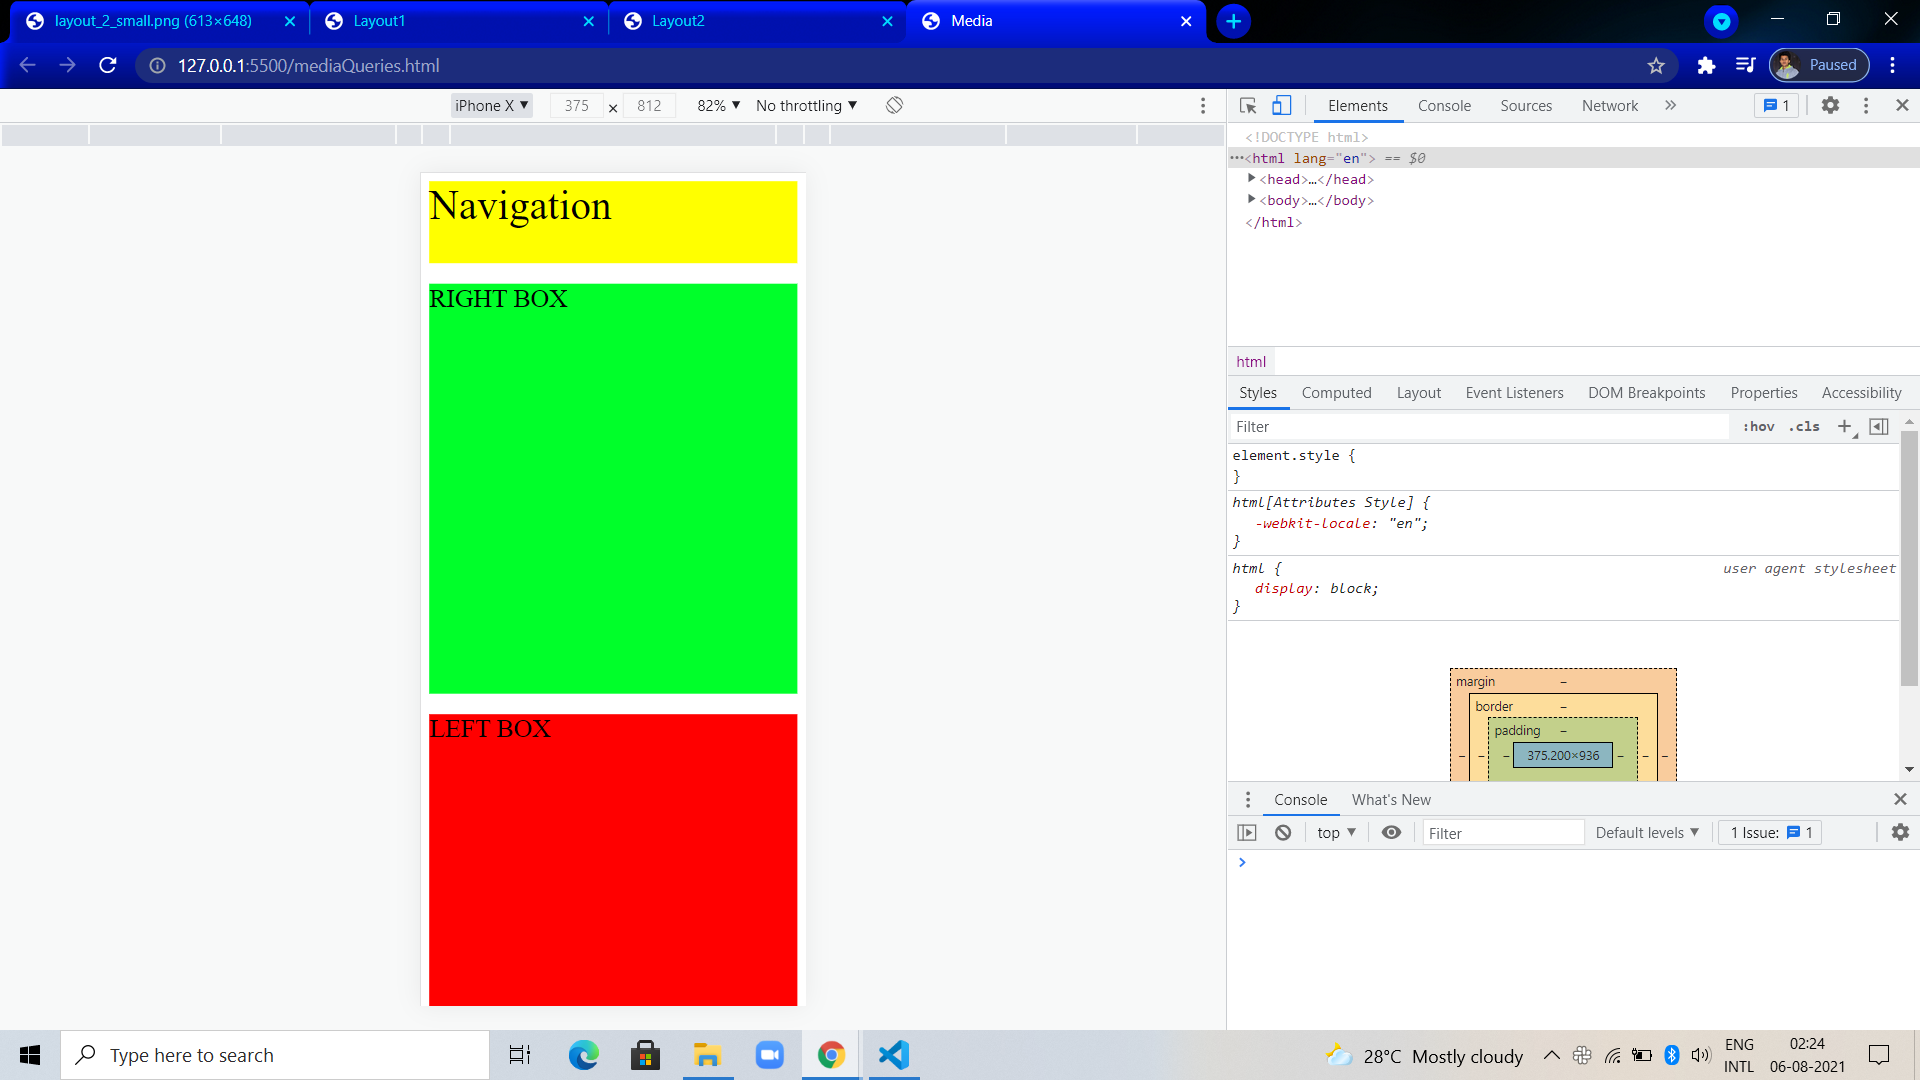 layout_2_small.png (613×648)
Layout1
Layout2
Media
127.0.0.1:5500/mediaQueries.html
Paused
iPhone X ▼ 375 × 812 82% ▼ No throttling ▼
Elements Console Sources Network » 1
<!DOCTYPE html>
<html lang="en"> == $0
<head>…</head>
<body>…</body>
</html>
Navigation
RIGHT BOX
LEFT BOX
html
Styles Computed Layout Event Listeners DOM Breakpoints Properties Accessibility
Filter :hov .cls +
element.style {
}
html[Attributes Style] {
-webkit-locale: "en";
}
html { user agent stylesheet
display: block;
}
margin –
border –
padding –
– – – 375.200×936 – – –
Console What's New
top ▼ Filter Default levels ▼ 1 Issue: 1
>
Type here to search
28°C Mostly cloudy
ENG
INTL
02:24
06-08-2021